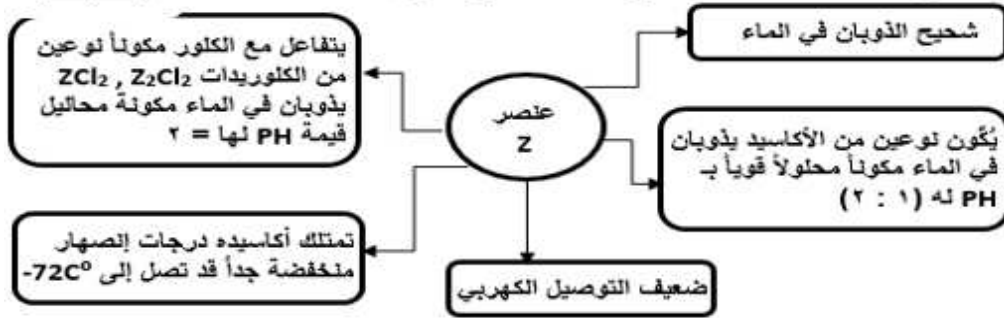 شحيح الذوبان في الماء
يتفاعل مع الكلور مكوناً نوعين
من الكلوريدات ZCl₂ , Z₂Cl₂
يذوبان في الماء مكونة محاليل
قيمة PH لها = ٢
عنصر
Z
يُكَّون نوعين من الأكاسيد يذوبان
في الماء مكوناً محلولاً قوياً بـ
PH له (١ : ٢)
تمتلك أكاسيده درجات إنصهار
منخفضة جداً قد تصل إلى -72C⁰
ضعيف التوصيل الكهربي